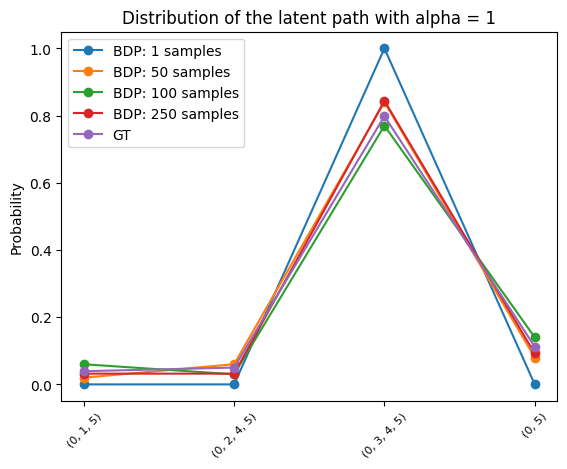 Distribution of the latent path with alpha = 1
BDP: 1 samples
BDP: 50 samples
BDP: 100 samples
BDP: 250 samples
GT
Probability
1.0
0.8
0.6
0.4
0.2
0.0
(0, 1, 5)
(0, 2, 4, 5)
(0, 3, 4, 5)
(0, 5)